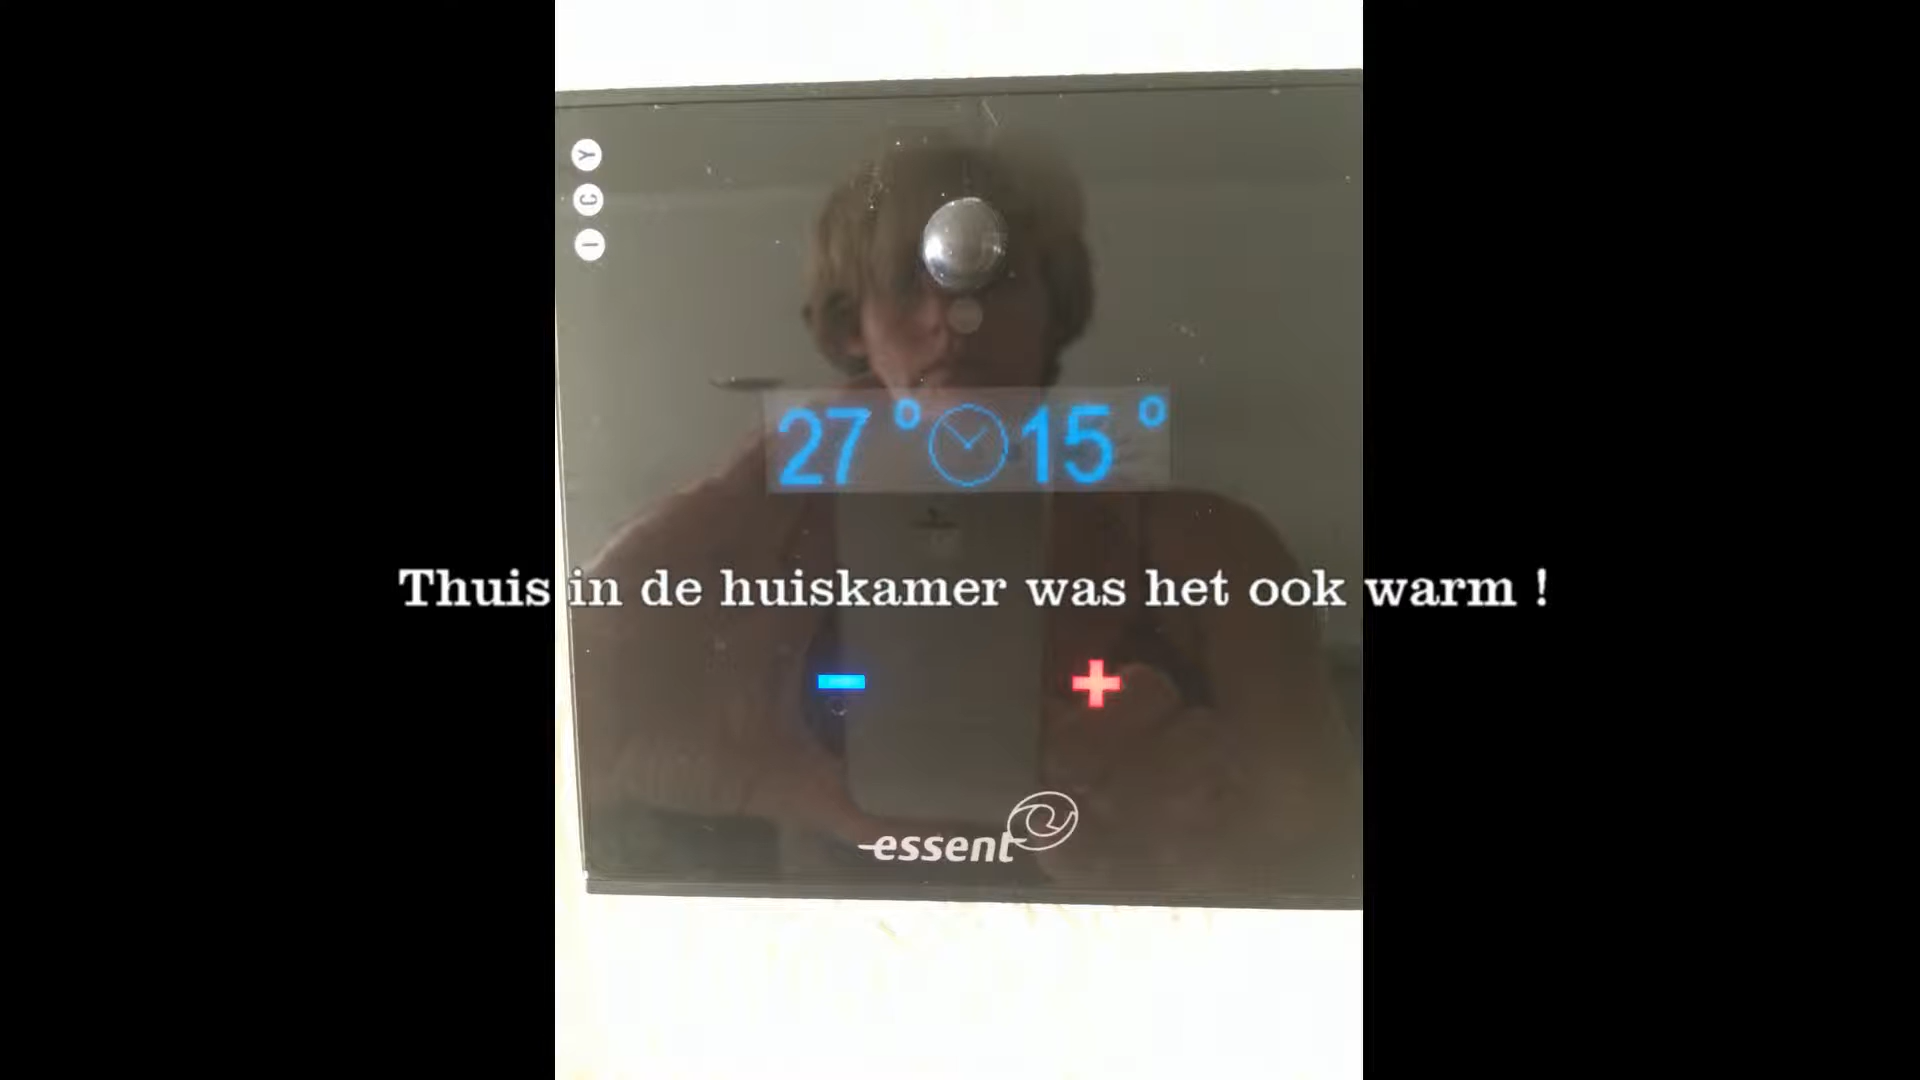 I C Y
27° 15°
Thuis in de huiskamer was het ook warm !
- +
essent